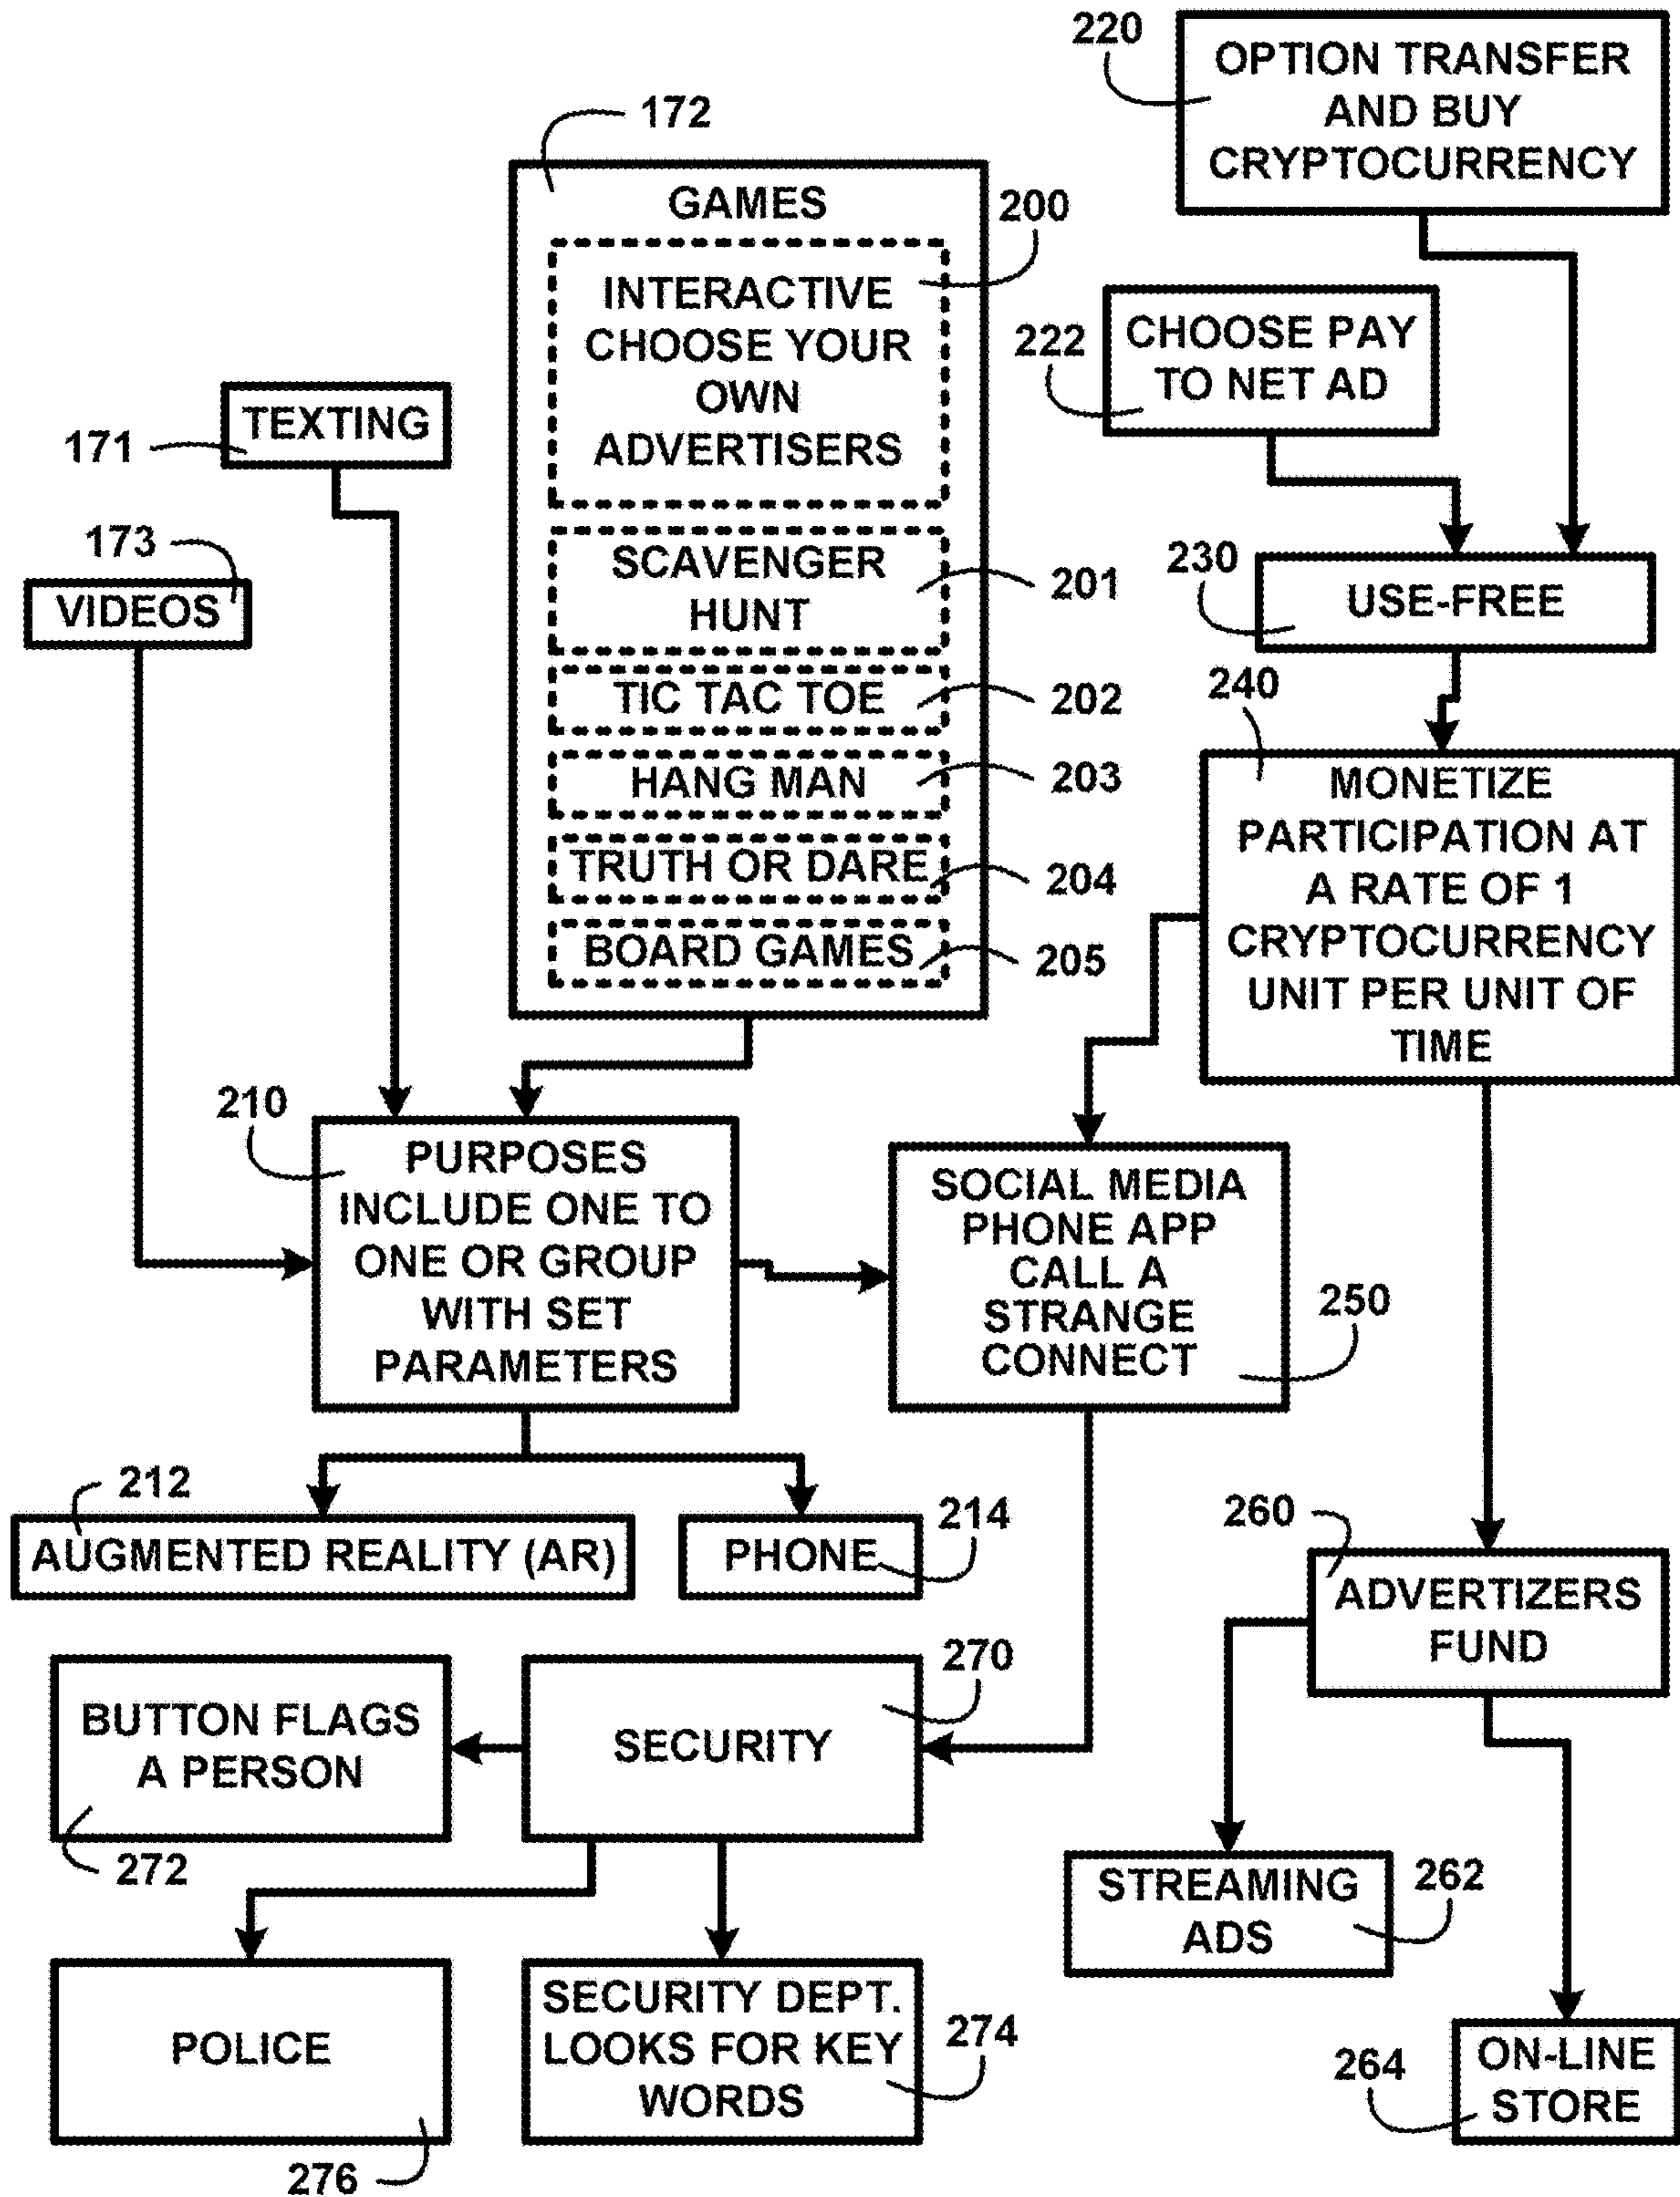 220
OPTION TRANSFER
AND BUY
CRYPTOCURRENCY
172
GAMES
200
INTERACTIVE
CHOOSE YOUR
OWN
ADVERTISERS
222
CHOOSE PAY
TO NET AD
171
TEXTING
173
VIDEOS
SCAVENGER
HUNT
201
230
USE-FREE
TIC TAC TOE
202
HANG MAN
203
TRUTH OR DARE
204
BOARD GAMES
205
240
MONETIZE
PARTICIPATION AT
A RATE OF 1
CRYPTOCURRENCY
UNIT PER UNIT OF
TIME
210
PURPOSES
INCLUDE ONE TO
ONE OR GROUP
WITH SET
PARAMETERS
SOCIAL MEDIA
PHONE APP
CALL A
STRANGE
CONNECT
250
212
AUGMENTED REALITY (AR)
PHONE
214
260
ADVERTIZERS
FUND
BUTTON FLAGS
A PERSON
272
SECURITY
270
STREAMING
ADS
262
POLICE
276
SECURITY DEPT.
LOOKS FOR KEY
WORDS
274
264
ON-LINE
STORE